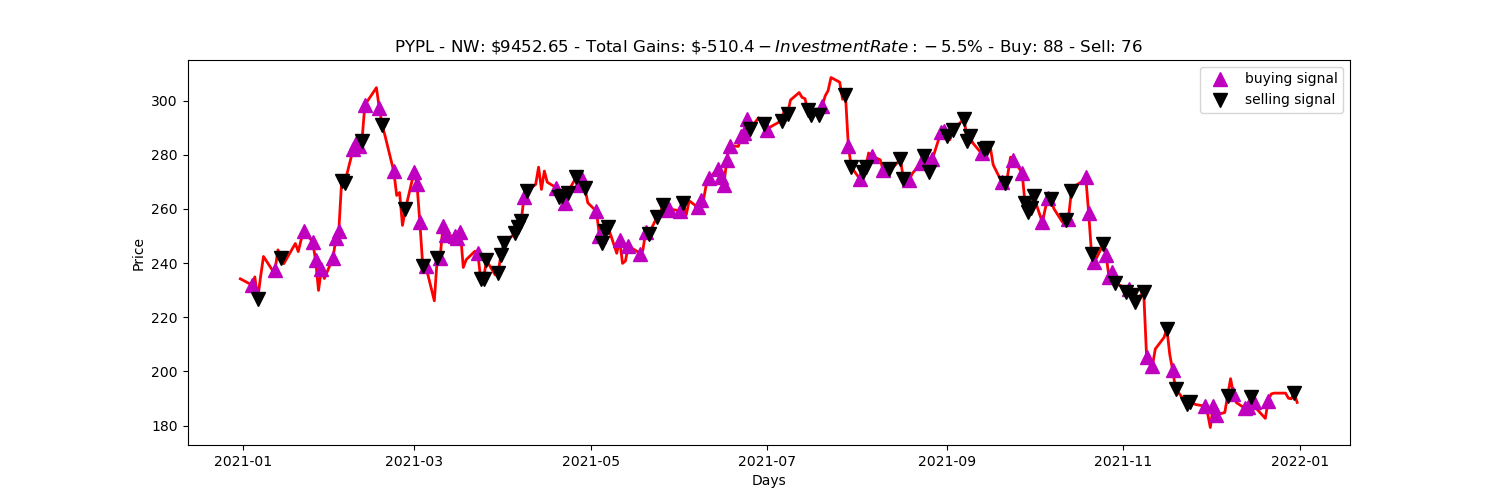 PYPL - NW: $9452.65 - Total Gains: $-510.4 - InvestmentRate : -5.5% - Buy: 88 - Sell: 76
buying signal
selling signal
Price
300
280
260
240
220
200
180
2021-01
2021-03
2021-05
2021-07
2021-09
2021-11
2022-01
Days